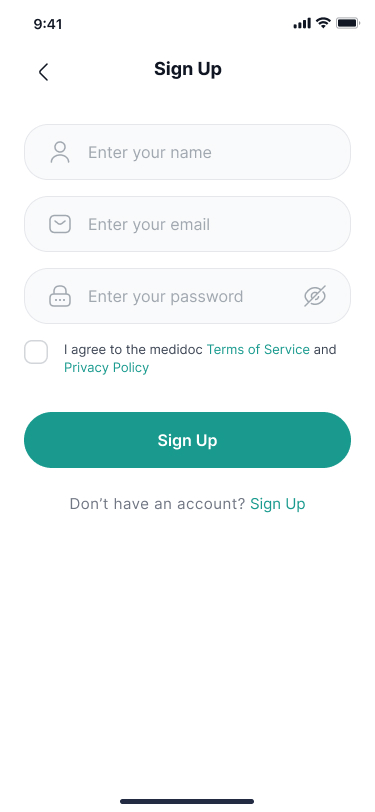 9:41
Sign Up
Enter your name
Enter your email
Enter your password
I agree to the medidoc Terms of Service and
Privacy Policy
Sign Up
Don’t have an account? Sign Up